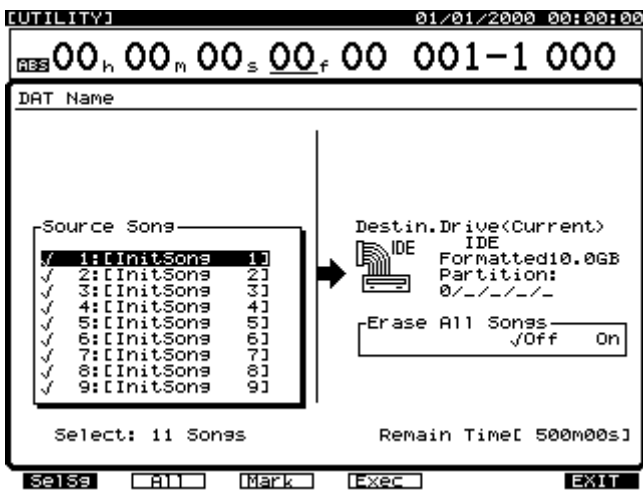 [UTILITY] 01/01/2000 00:00:00
ABS 00h 00m 00s 00f 00 001-1 000
DAT Name
Source Song
√ 1:[InitSong 1]
√ 2:[InitSong 2]
√ 3:[InitSong 3]
√ 4:[InitSong 4]
√ 5:[InitSong 5]
√ 6:[InitSong 6]
√ 7:[InitSong 7]
√ 8:[InitSong 8]
√ 9:[InitSong 9]
Select: 11 Songs
Destin.Drive(Current)
IDE IDE
Formatted10.0GB
Partition:
0/_/_/_/_
Erase All Songs
√Off On
Remain Time[ 500m00s]
SelSg All Mark Exec EXIT